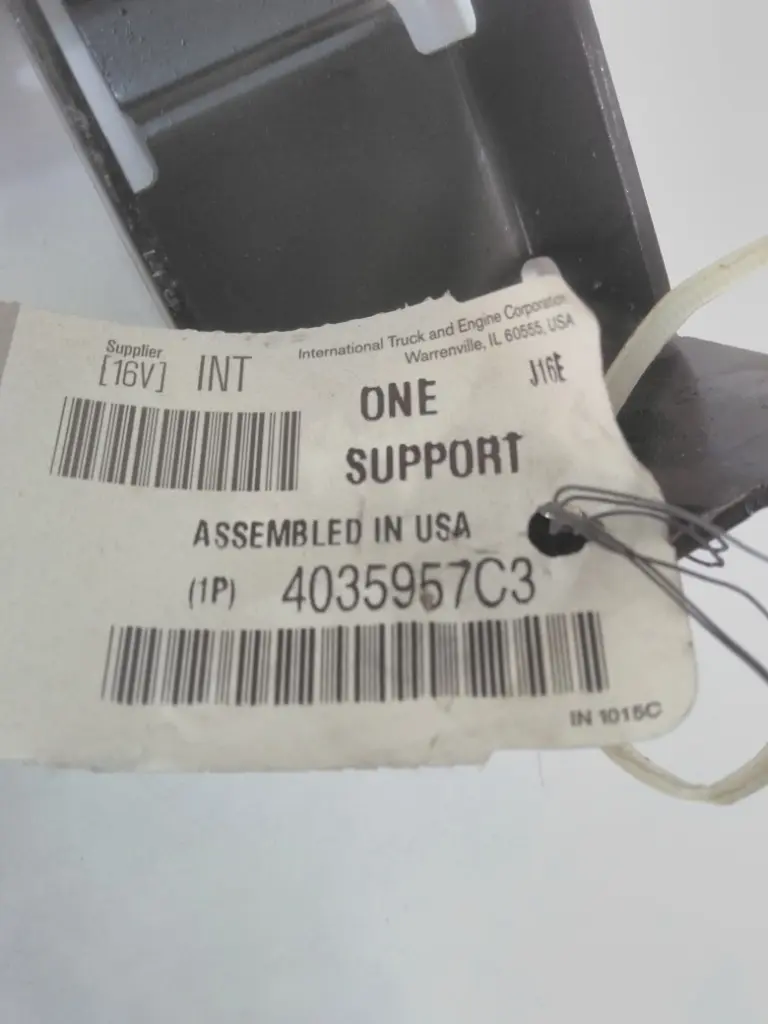 Supplier
[16V] INT
International Truck and Engine Corporation
Warrenville, IL 60555, USA
J16E
ONE
SUPPORT
ASSEMBLED IN USA
(1P) 4035957C3
IN 1015C